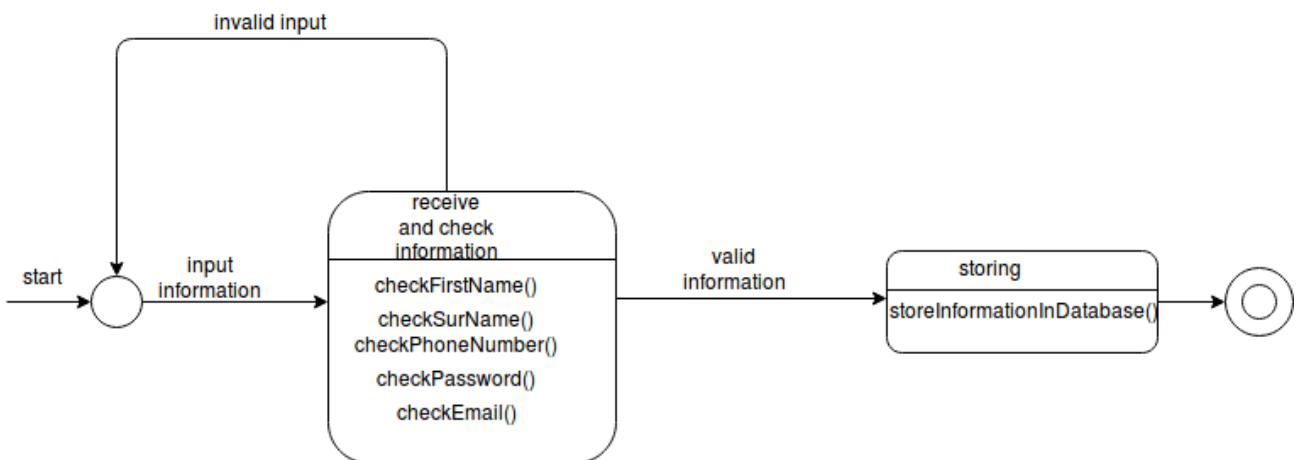 invalid input
start
input
information
receive
and check
information
checkFirstName()
checkSurName()
checkPhoneNumber()
checkPassword()
checkEmail()
valid
information
storing
storeInformationInDatabase()